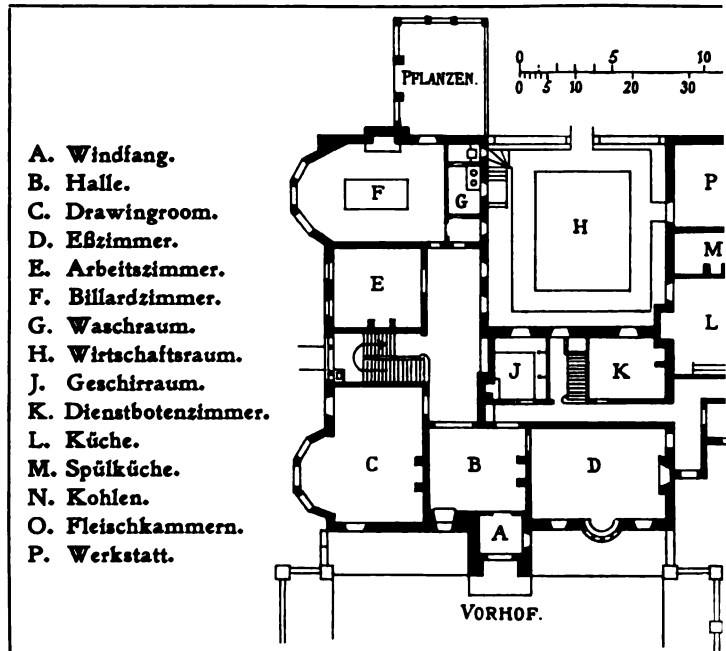 A. Windfang.
B. Halle.
C. Drawingroom.
D. Eßzimmer.
E. Arbeitszimmer.
F. Billardzimmer.
G. Waschraum.
H. Wirtschaftsraum.
J. Geschirraum.
K. Dienstbotenzimmer.
L. Küche.
M. Spülküche.
N. Kohlen.
O. Fleischkammern.
P. Werkstatt.
PFLANZEN.
0 5 10
0 5 10 20 30
F
G
H
P
M
E
L
J
K
C
B
D
A
VORHOF.